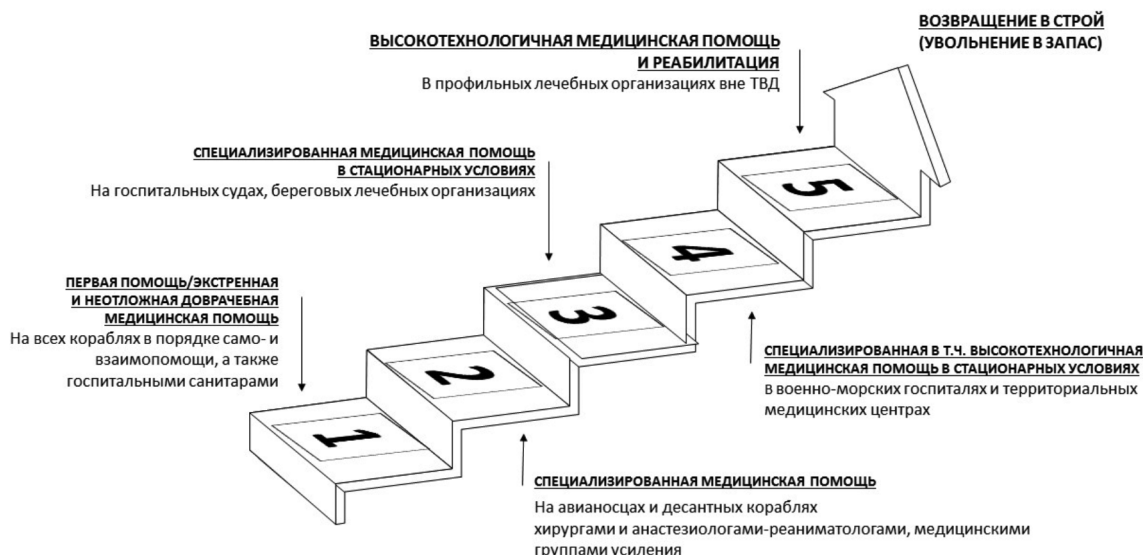 ВОЗВРАЩЕНИЕ В СТРОЙ
(УВОЛЬНЕНИЕ В ЗАПАС)
ВЫСОКОТЕХНОЛОГИЧНАЯ МЕДИЦИНСКАЯ ПОМОЩЬ
И РЕАБИЛИТАЦИЯ
В профильных лечебных организациях вне ТВД
СПЕЦИАЛИЗИРОВАННАЯ МЕДИЦИНСКАЯ ПОМОЩЬ
В СТАЦИОНАРНЫХ УСЛОВИЯХ
На госпитальных судах, береговых лечебных организациях
ПЕРВАЯ ПОМОЩЬ/ЭКСТРЕННАЯ
И НЕОТЛОЖНАЯ ДОВРАЧЕБНАЯ
МЕДИЦИНСКАЯ ПОМОЩЬ
На всех кораблях в порядке само- и
взаимопомощи, а также
госпитальными санитарами
5
4
3
2
1
СПЕЦИАЛИЗИРОВАННАЯ В Т.Ч. ВЫСОКОТЕХНОЛОГИЧНАЯ
МЕДИЦИНСКАЯ ПОМОЩЬ В СТАЦИОНАРНЫХ УСЛОВИЯХ
В военно-морских госпиталях и территориальных
медицинских центрах
СПЕЦИАЛИЗИРОВАННАЯ МЕДИЦИНСКАЯ ПОМОЩЬ
На авианосцах и десантных кораблях
хирургами и анастезиологами-реаниматологами, медицинскими
группами усиления